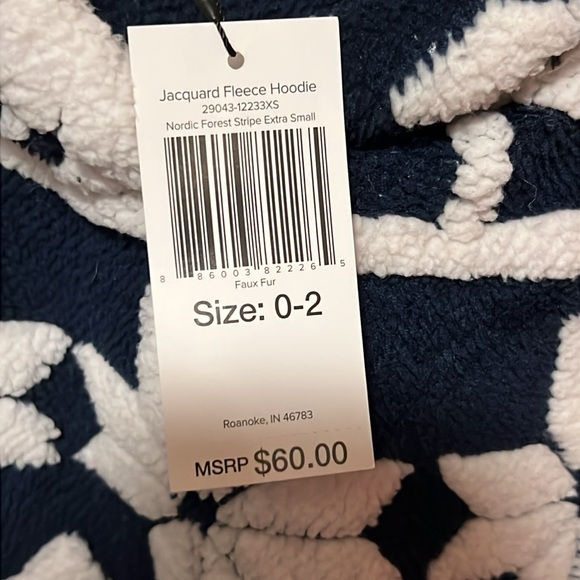 Jacquard Fleece Hoodie
29043-12233XS
Nordic Forest Stripe Extra Small
8 86003 82226 5
Faux Fur
Size: 0-2
Roanoke, IN 46783
MSRP $60.00